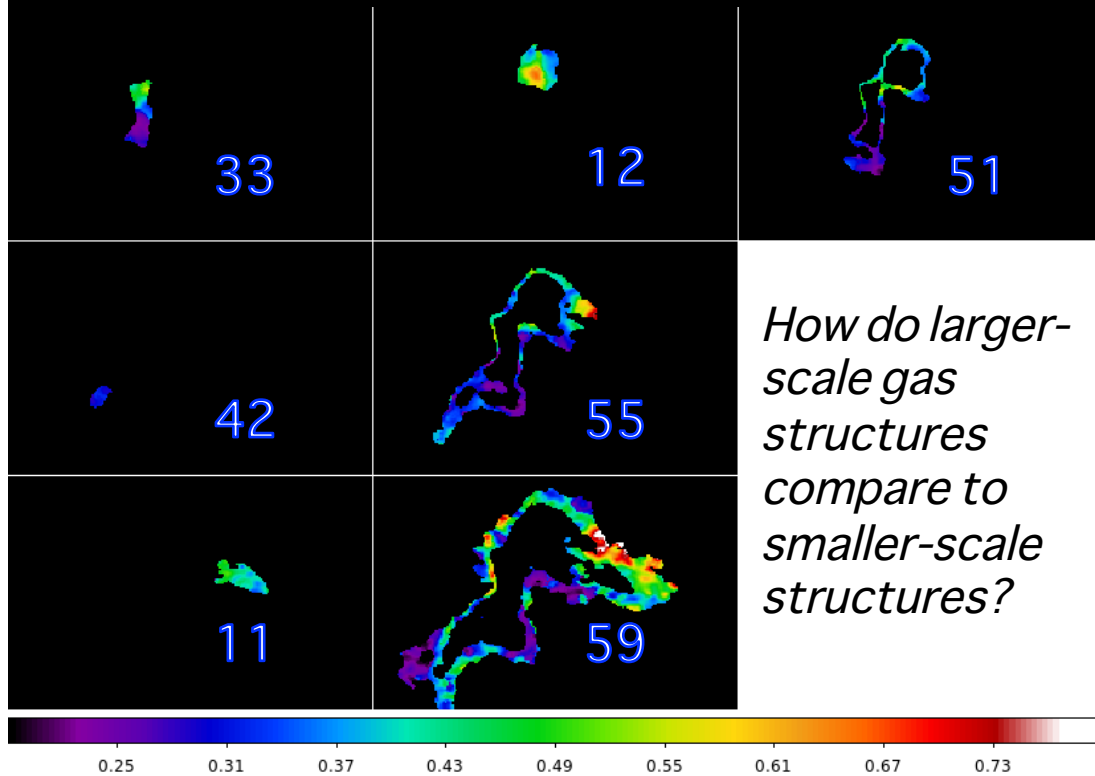 33
12
51
42
55
11
59
How do larger-
scale gas
structures
compare to
smaller-scale
structures?
0.25 0.31 0.37 0.43 0.49 0.55 0.61 0.67 0.73